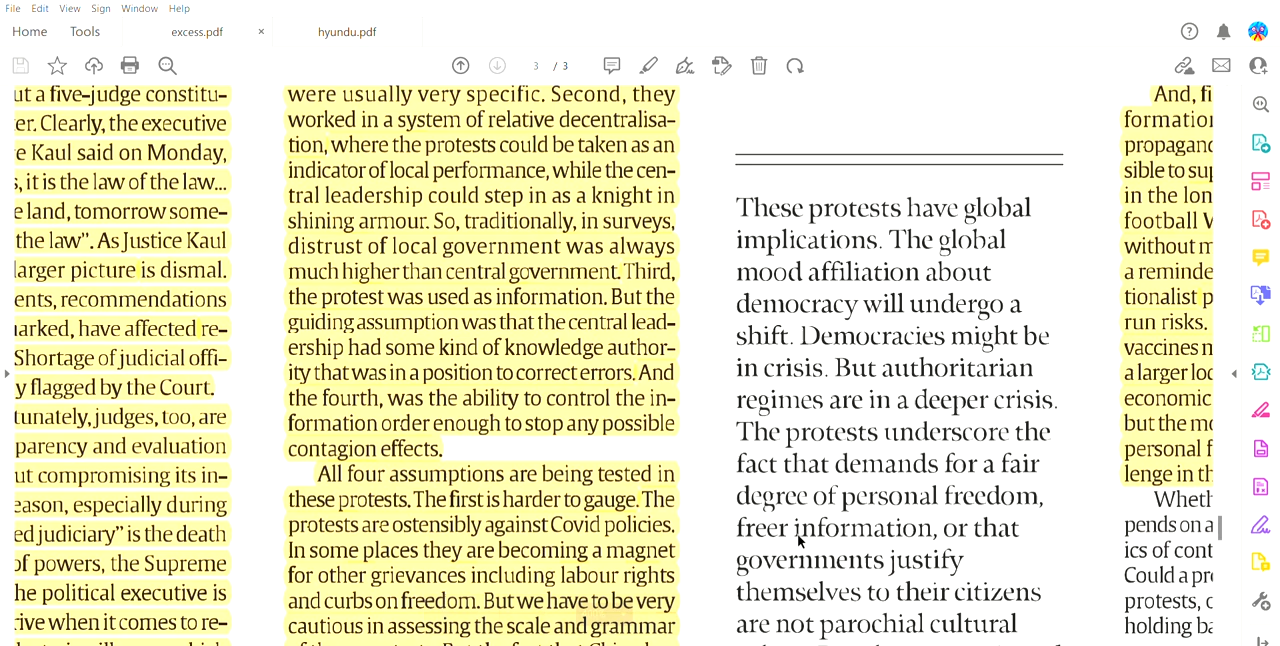 File Edit View Sign Window Help
Home Tools excess.pdf × hyundu.pdf
3 / 3
ut a five-judge constitu-
er. Clearly, the executive
e Kaul said on Monday,
s, it is the law of the law...
e land, tomorrow some-
the law”. As Justice Kaul
larger picture is dismal.
ents, recommendations
arked, have affected re-
Shortage of judicial offi-
y flagged by the Court.
tunately, judges, too, are
parency and evaluation
ut compromising its in-
eason, especially during
ed judiciary” is the death
of powers, the Supreme
he political executive is
rive when it comes to re-
were usually very specific. Second, they
worked in a system of relative decentralisa-
tion, where the protests could be taken as an
indicator of local performance, while the cen-
tral leadership could step in as a knight in
shining armour. So, traditionally, in surveys,
distrust of local government was always
much higher than central government. Third,
the protest was used as information. But the
guiding assumption was that the central lead-
ership had some kind of knowledge author-
ity that was in a position to correct errors. And
the fourth, was the ability to control the in-
formation order enough to stop any possible
contagion effects.
All four assumptions are being tested in
these protests. The first is harder to gauge. The
protests are ostensibly against Covid policies.
In some places they are becoming a magnet
for other grievances including labour rights
and curbs on freedom. But we have to be very
cautious in assessing the scale and grammar
These protests have global
implications. The global
mood affiliation about
democracy will undergo a
shift. Democracies might be
in crisis. But authoritarian
regimes are in a deeper crisis.
The protests underscore the
fact that demands for a fair
degree of personal freedom,
freer information, or that
governments justify
themselves to their citizens
are not parochial cultural
And, fi
formation
propagand
sible to sup
in the lon
football W
without m
a reminde
tionalist p
run risks.
vaccines m
a larger loc
economic
but the mo
personal f
lenge in th
Wheth
pends on a
ics of cont
Could a pr
protests, o
holding ba